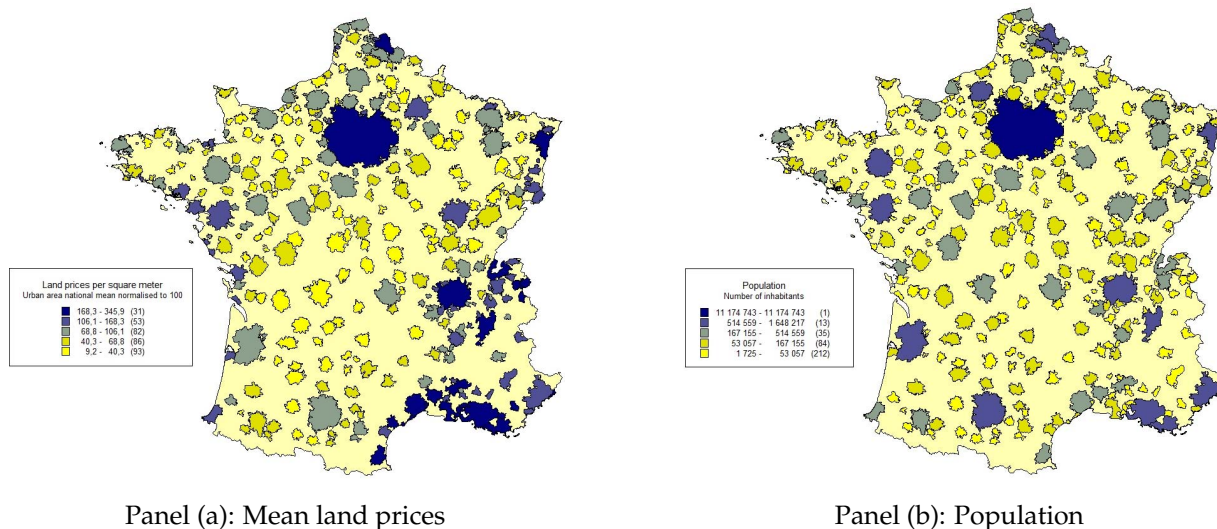 Land prices per square meter
Urban area national mean normalised to 100
168,3 - 345,9 (31)
106,1 - 168,3 (53)
68,8 - 106,1 (82)
40,3 - 68,8 (86)
9,2 - 40,3 (93)
Population
Number of inhabitants
11 174 743 - 11 174 743 (1)
514 559 - 1 648 217 (13)
167 155 - 514 559 (35)
53 057 - 167 155 (84)
1 725 - 53 057 (212)
Panel (a): Mean land prices
Panel (b): Population